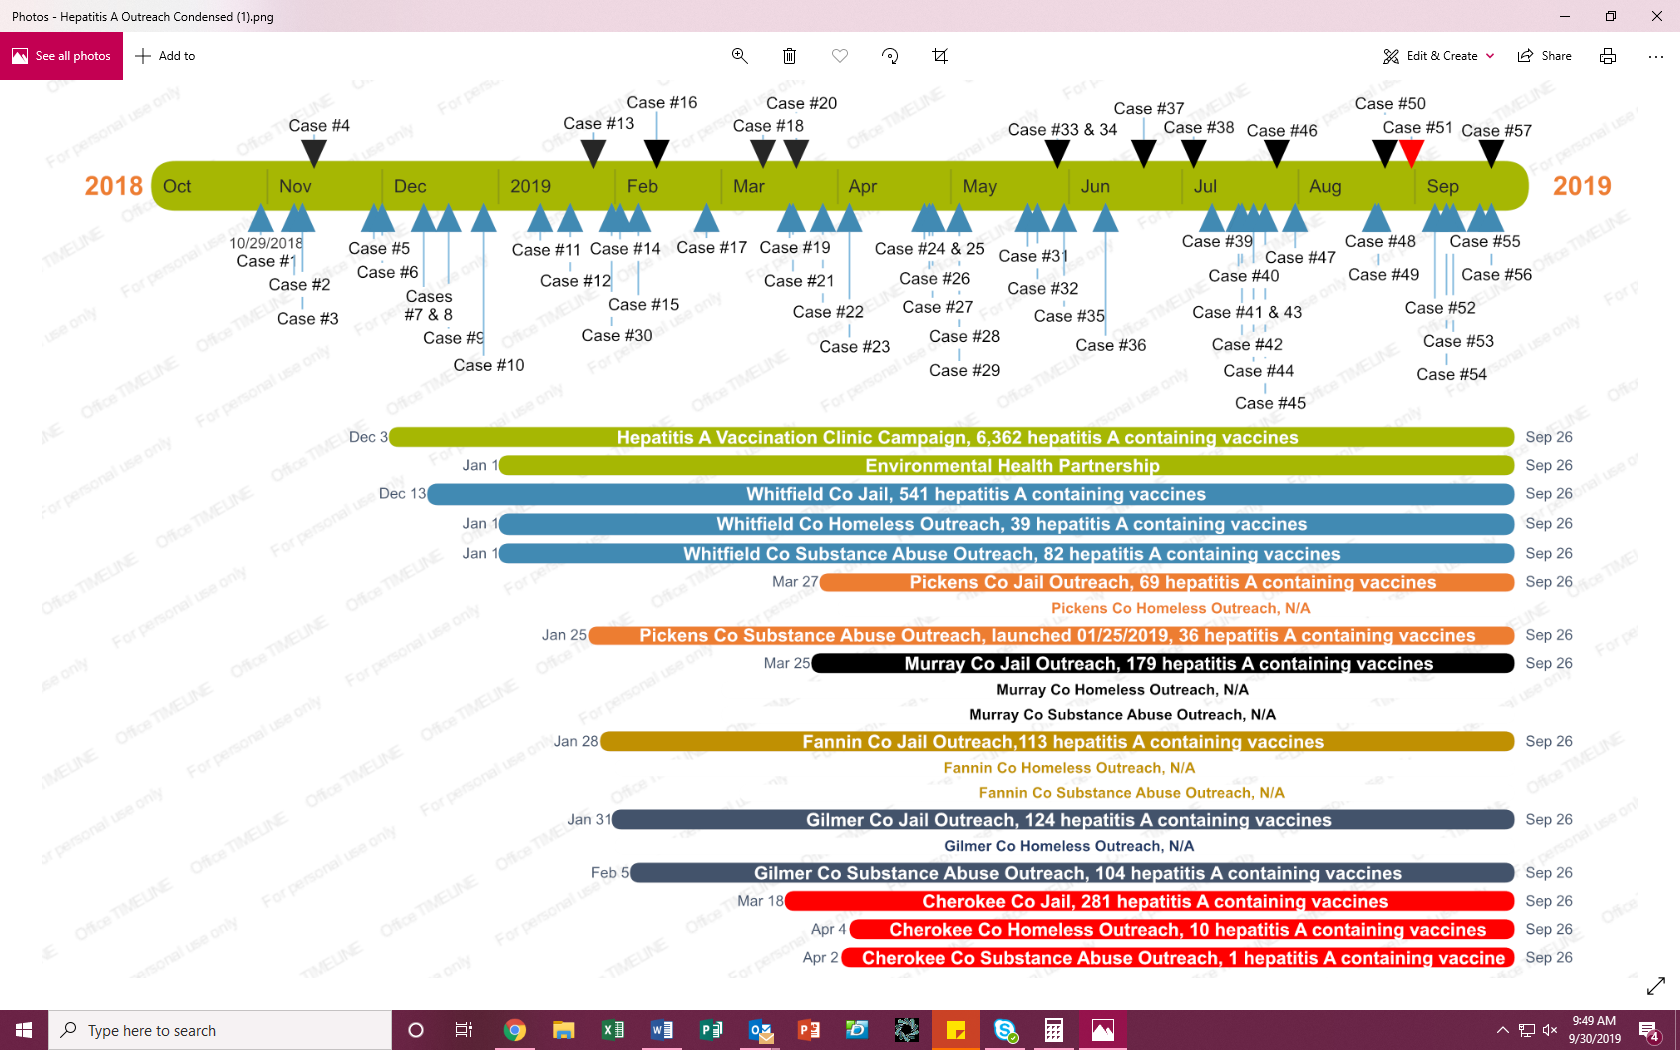 Photos - Hepatitis A Outreach Condensed (1).png
See all photos
Add to
Edit & Create
Share
Case #16
Case #20
Case #50
Case #37
Case #4
Case #13
Case #18
Case #33 & 34
Case #38
Case #46
Case #51
Case #57
2018
Oct
Nov
Dec
2019
Feb
Mar
Apr
May
Jun
Jul
Aug
Sep
2019
10/29/2018
Case #1
Case #2
Case #3
Case #5
Case #6
Cases
#7 & 8
Case #9
Case #10
Case #11
Case #12
Case #14
Case #15
Case #30
Case #17
Case #19
Case #21
Case #22
Case #23
Case #24 & 25
Case #26
Case #27
Case #28
Case #29
Case #31
Case #32
Case #35
Case #36
Case #39
Case #47
Case #40
Case #41 & 43
Case #42
Case #44
Case #45
Case #48
Case #49
Case #55
Case #56
Case #52
Case #53
Case #54
Dec 3 Hepatitis A Vaccination Clinic Campaign, 6,362 hepatitis A containing vaccines Sep 26
Jan 1 Environmental Health Partnership Sep 26
Dec 13 Whitfield Co Jail, 541 hepatitis A containing vaccines Sep 26
Jan 1 Whitfield Co Homeless Outreach, 39 hepatitis A containing vaccines Sep 26
Jan 1 Whitfield Co Substance Abuse Outreach, 82 hepatitis A containing vaccines Sep 26
Mar 27 Pickens Co Jail Outreach, 69 hepatitis A containing vaccines Sep 26
Pickens Co Homeless Outreach, N/A
Jan 25 Pickens Co Substance Abuse Outreach, launched 01/25/2019, 36 hepatitis A containing vaccines Sep 26
Mar 25 Murray Co Jail Outreach, 179 hepatitis A containing vaccines Sep 26
Murray Co Homeless Outreach, N/A
Murray Co Substance Abuse Outreach, N/A
Jan 28 Fannin Co Jail Outreach,113 hepatitis A containing vaccines Sep 26
Fannin Co Homeless Outreach, N/A
Fannin Co Substance Abuse Outreach, N/A
Jan 31 Gilmer Co Jail Outreach, 124 hepatitis A containing vaccines Sep 26
Gilmer Co Homeless Outreach, N/A
Feb 5 Gilmer Co Substance Abuse Outreach, 104 hepatitis A containing vaccines Sep 26
Mar 18 Cherokee Co Jail, 281 hepatitis A containing vaccines Sep 26
Apr 4 Cherokee Co Homeless Outreach, 10 hepatitis A containing vaccines Sep 26
Apr 2 Cherokee Co Substance Abuse Outreach, 1 hepatitis A containing vaccine Sep 26
For personal use only
Office TIMELINE
Type here to search
9:49 AM
9/30/2019
4